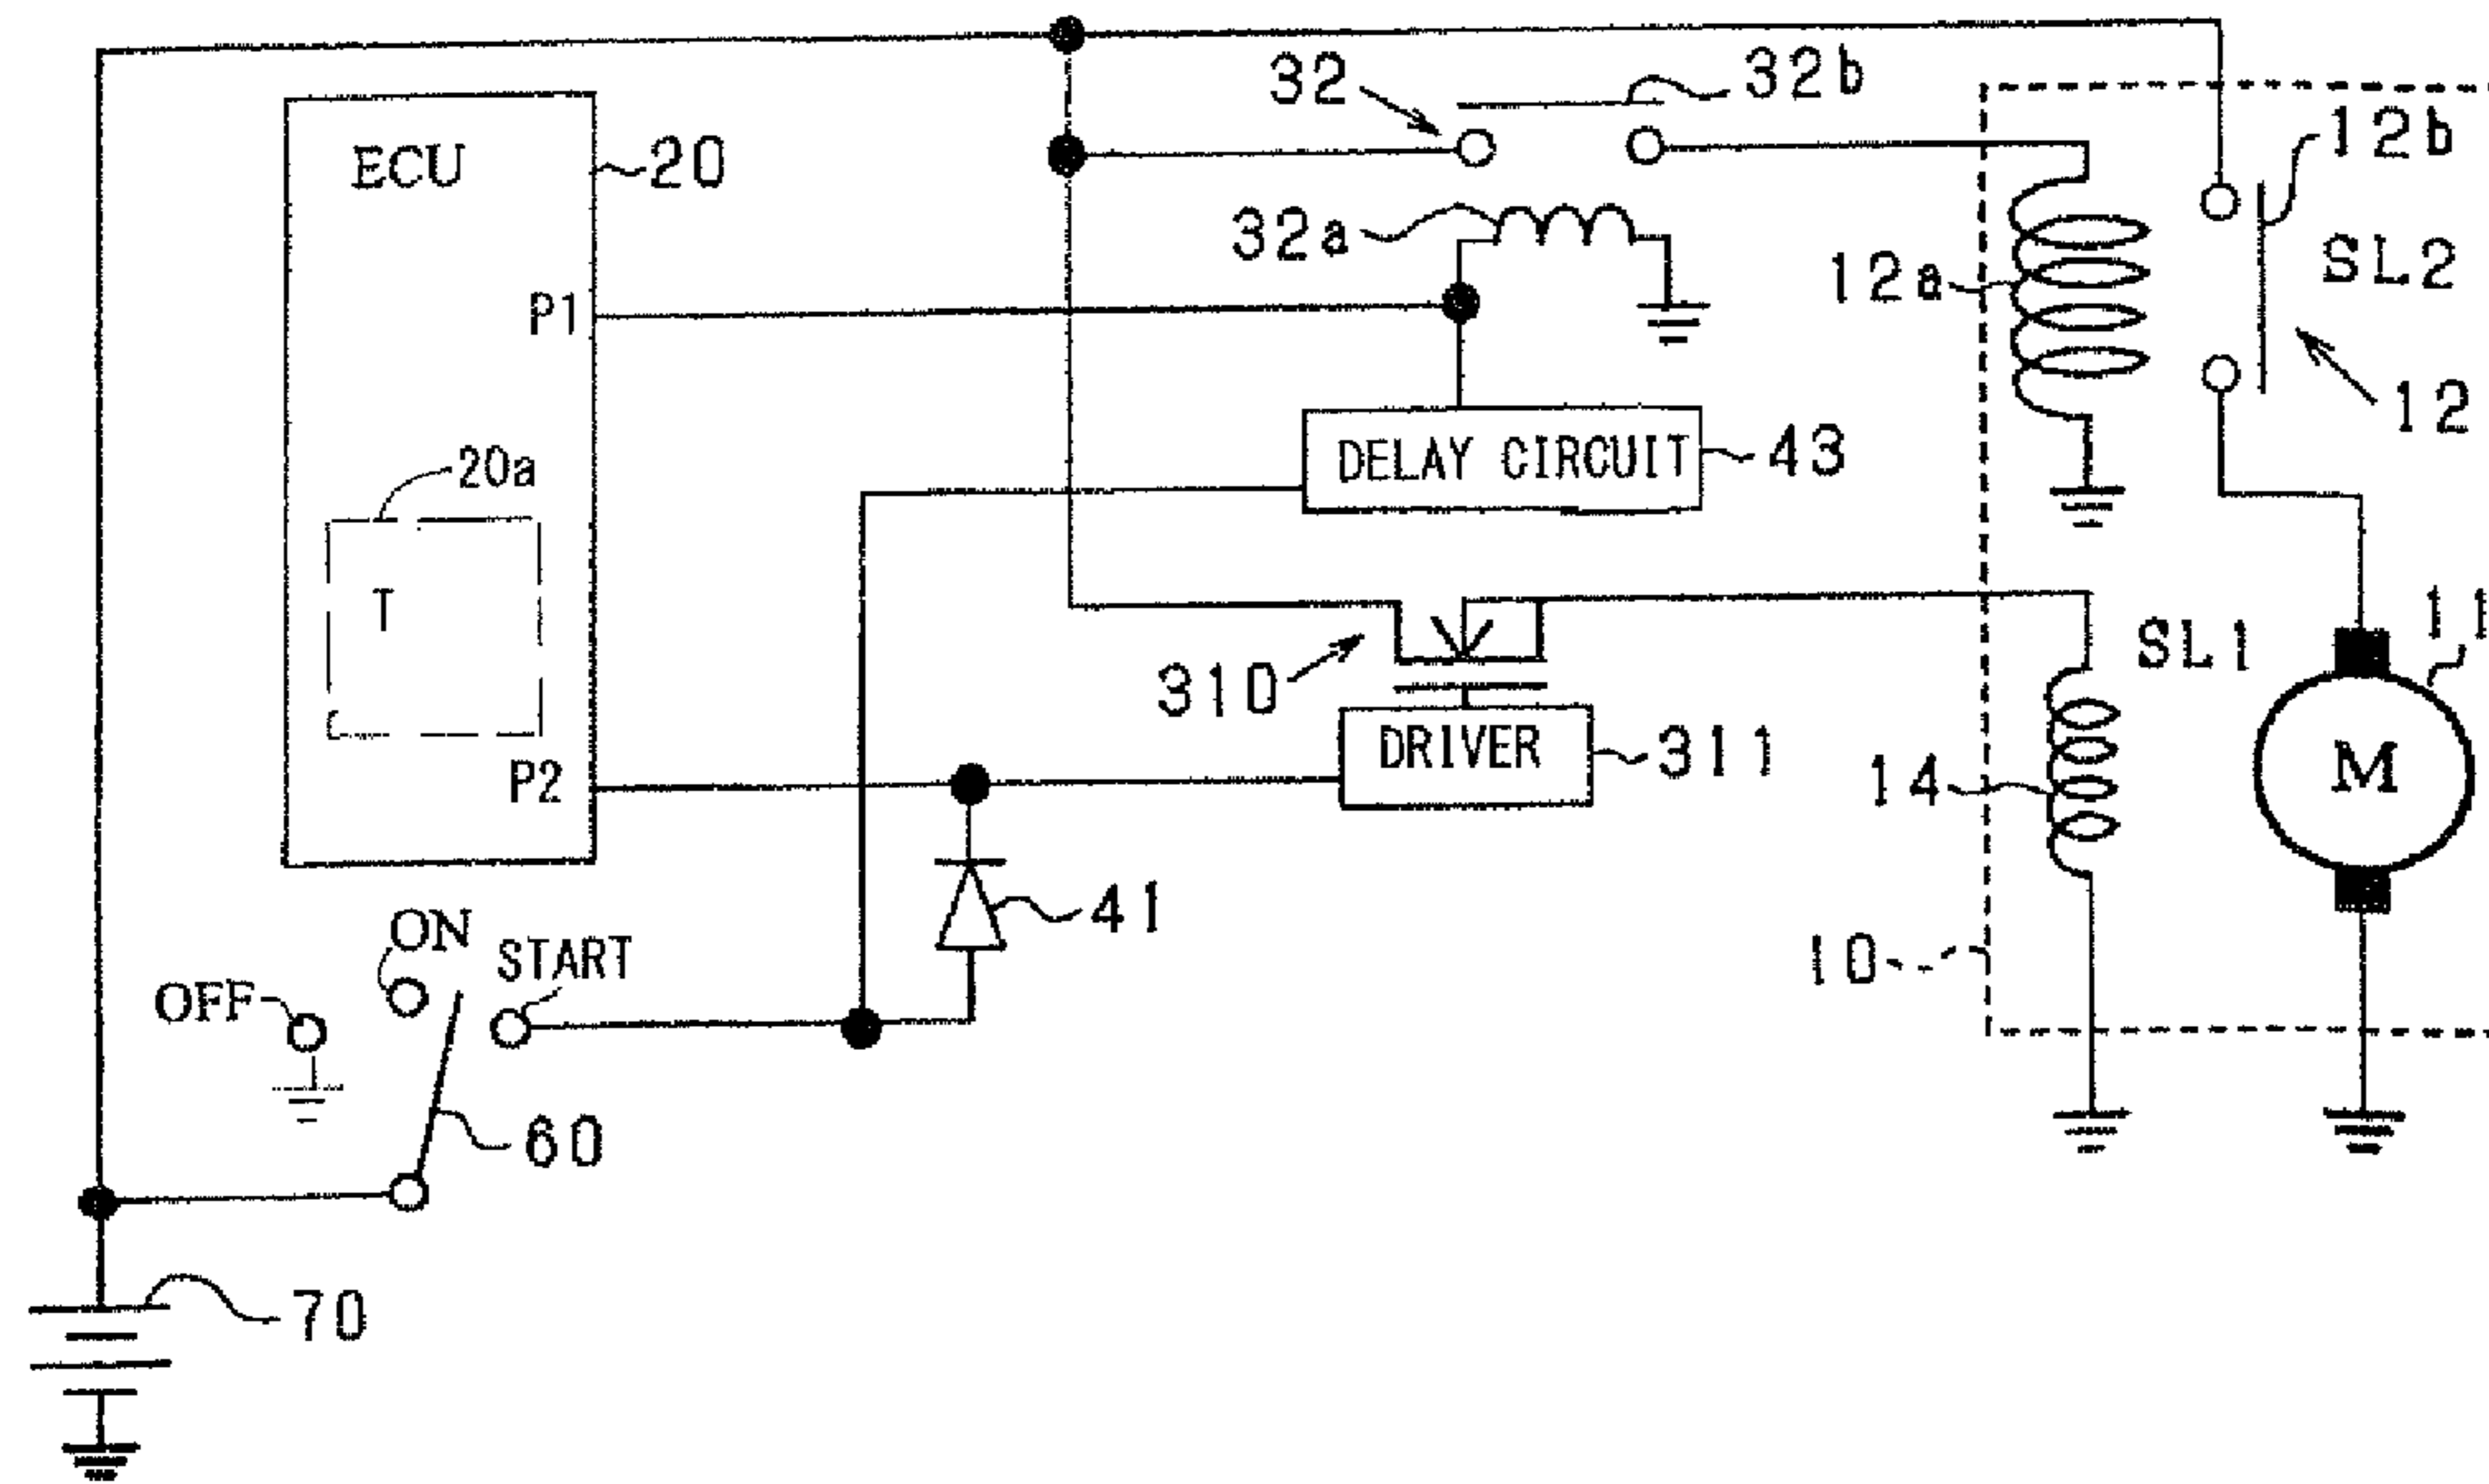 32
32b
12b
ECU
20
32a
12a
SL2
P1
12
20a
DELAY CIRCUIT
43
T
11
310
SL1
P2
DRIVER
311
14
M
ON
START
41
10
OFF
60
70